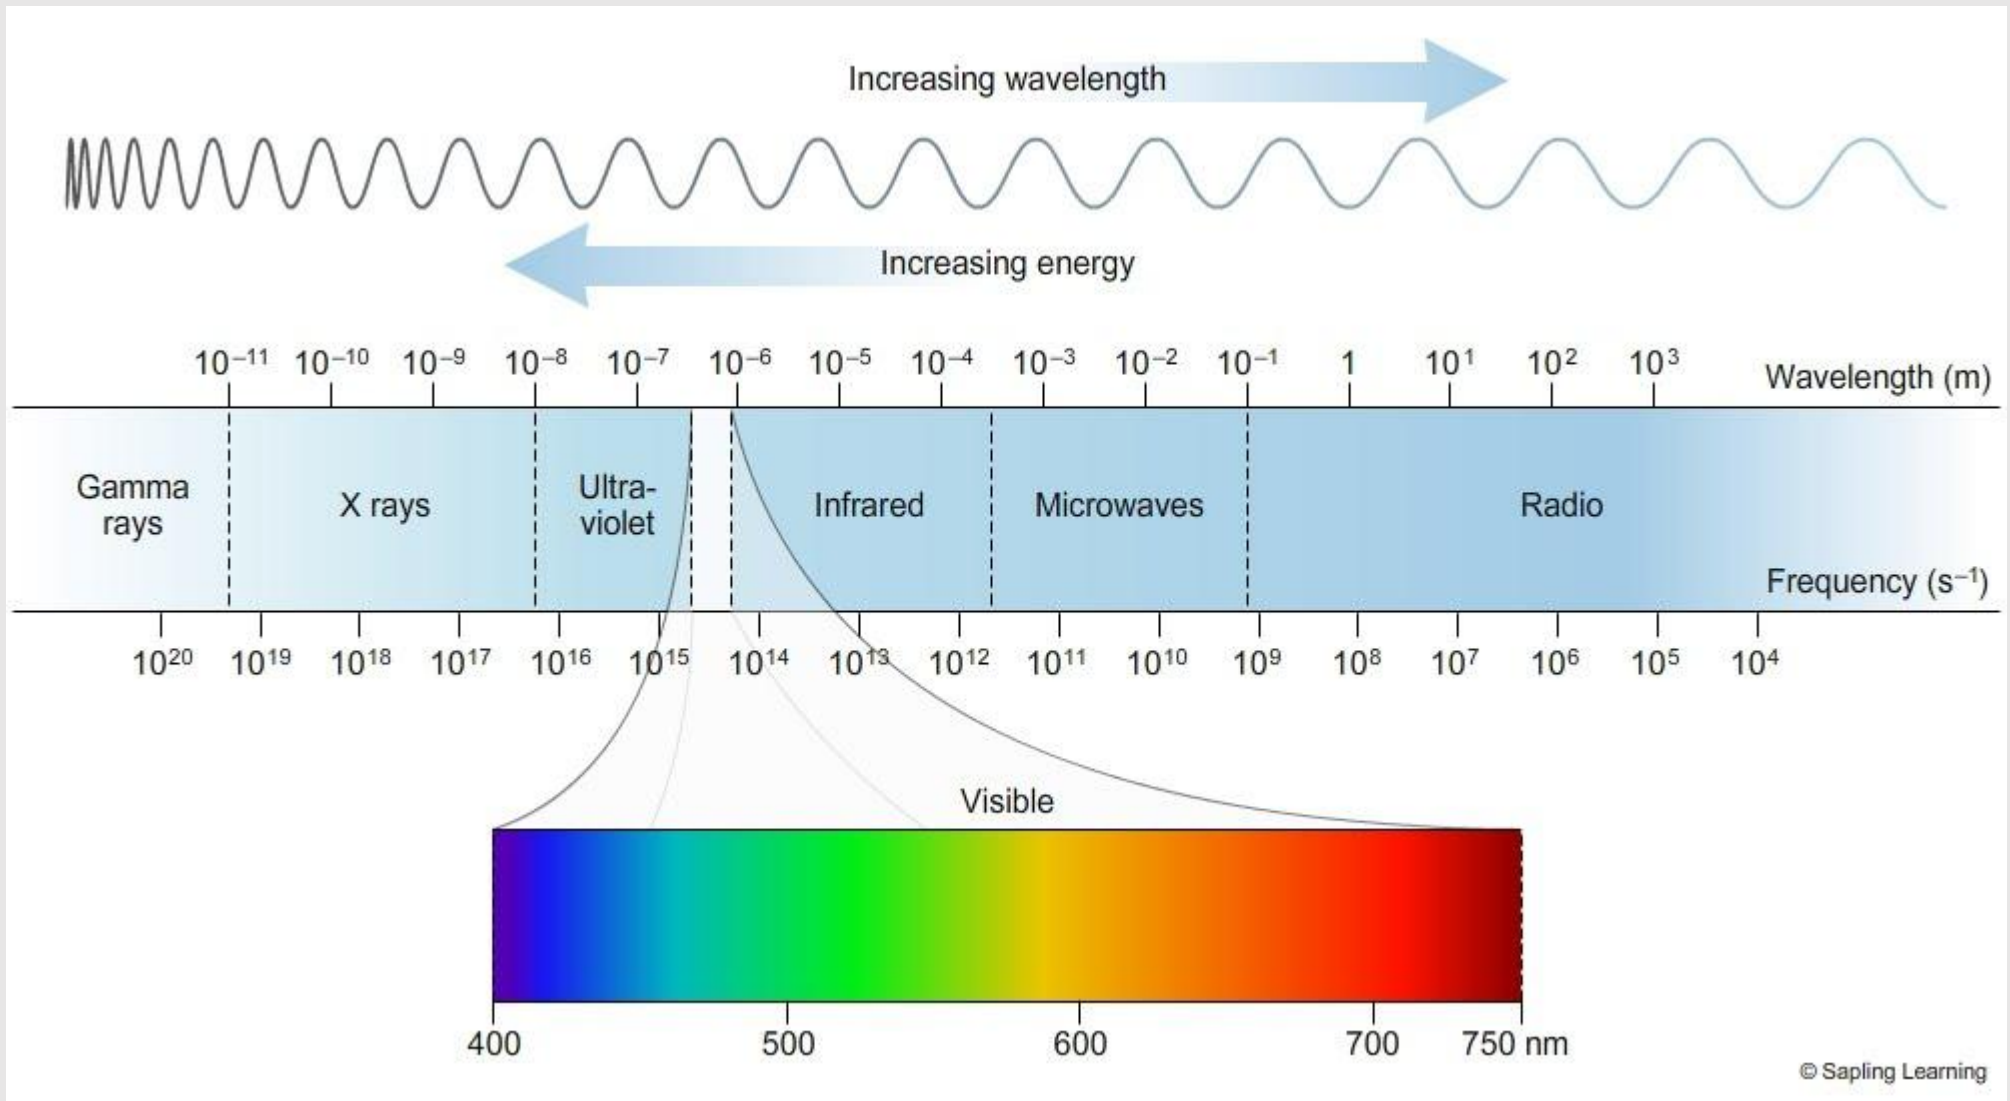 Increasing wavelength
Increasing energy
10⁻¹¹ 10⁻¹⁰ 10⁻⁹ 10⁻⁸ 10⁻⁷ 10⁻⁶ 10⁻⁵ 10⁻⁴ 10⁻³ 10⁻² 10⁻¹ 1 10¹ 10² 10³ Wavelength (m)
Gamma
rays
X rays
Ultra-
violet
Infrared
Microwaves
Radio
Frequency (s⁻¹)
10²⁰ 10¹⁹ 10¹⁸ 10¹⁷ 10¹⁶ 10¹⁵ 10¹⁴ 10¹³ 10¹² 10¹¹ 10¹⁰ 10⁹ 10⁸ 10⁷ 10⁶ 10⁵ 10⁴
Visible
400 500 600 700 750 nm
© Sapling Learning